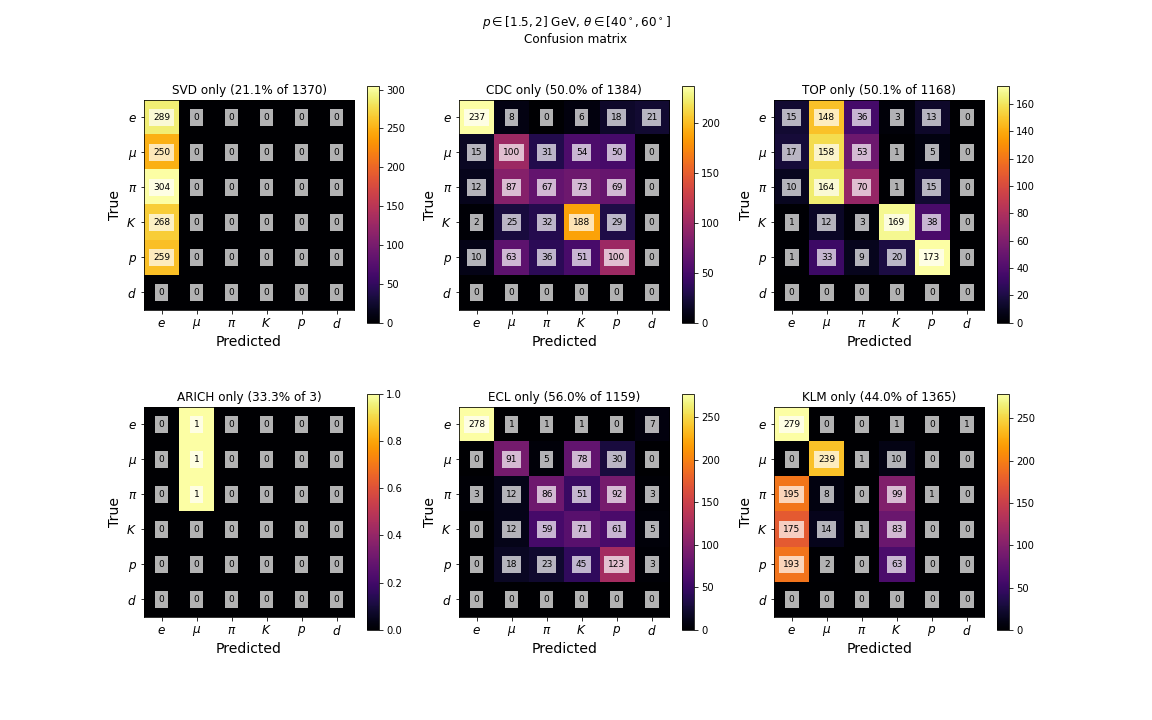 p ∈ [1.5, 2] GeV, θ ∈ [40°, 60°]
Confusion matrix
SVD only (21.1% of 1370)
True
e 289 0 0 0 0 0
μ 250 0 0 0 0 0
π 304 0 0 0 0 0
K 268 0 0 0 0 0
p 259 0 0 0 0 0
d 0 0 0 0 0 0
e μ π K p d
Predicted
300
250
200
150
100
50
0
CDC only (50.0% of 1384)
True
e 237 8 0 6 18 21
μ 15 100 31 54 50 0
π 12 87 67 73 69 0
K 2 25 32 188 29 0
p 10 63 36 51 100 0
d 0 0 0 0 0 0
e μ π K p d
Predicted
200
150
100
50
0
TOP only (50.1% of 1168)
True
e 15 148 36 3 13 0
μ 17 158 53 1 5 0
π 10 164 70 1 15 0
K 1 12 3 169 38 0
p 1 33 9 20 173 0
d 0 0 0 0 0 0
e μ π K p d
Predicted
160
140
120
100
80
60
40
20
0
ARICH only (33.3% of 3)
True
e 0 1 0 0 0 0
μ 0 1 0 0 0 0
π 0 1 0 0 0 0
K 0 0 0 0 0 0
p 0 0 0 0 0 0
d 0 0 0 0 0 0
e μ π K p d
Predicted
1.0
0.8
0.6
0.4
0.2
0.0
ECL only (56.0% of 1159)
True
e 278 1 1 1 0 7
μ 0 91 5 78 30 0
π 3 12 86 51 92 3
K 0 12 59 71 61 5
p 0 18 23 45 123 3
d 0 0 0 0 0 0
e μ π K p d
Predicted
250
200
150
100
50
0
KLM only (44.0% of 1365)
True
e 279 0 0 1 0 1
μ 0 239 1 10 0 0
π 195 8 0 99 1 0
K 175 14 1 83 0 0
p 193 2 0 63 0 0
d 0 0 0 0 0 0
e μ π K p d
Predicted
250
200
150
100
50
0